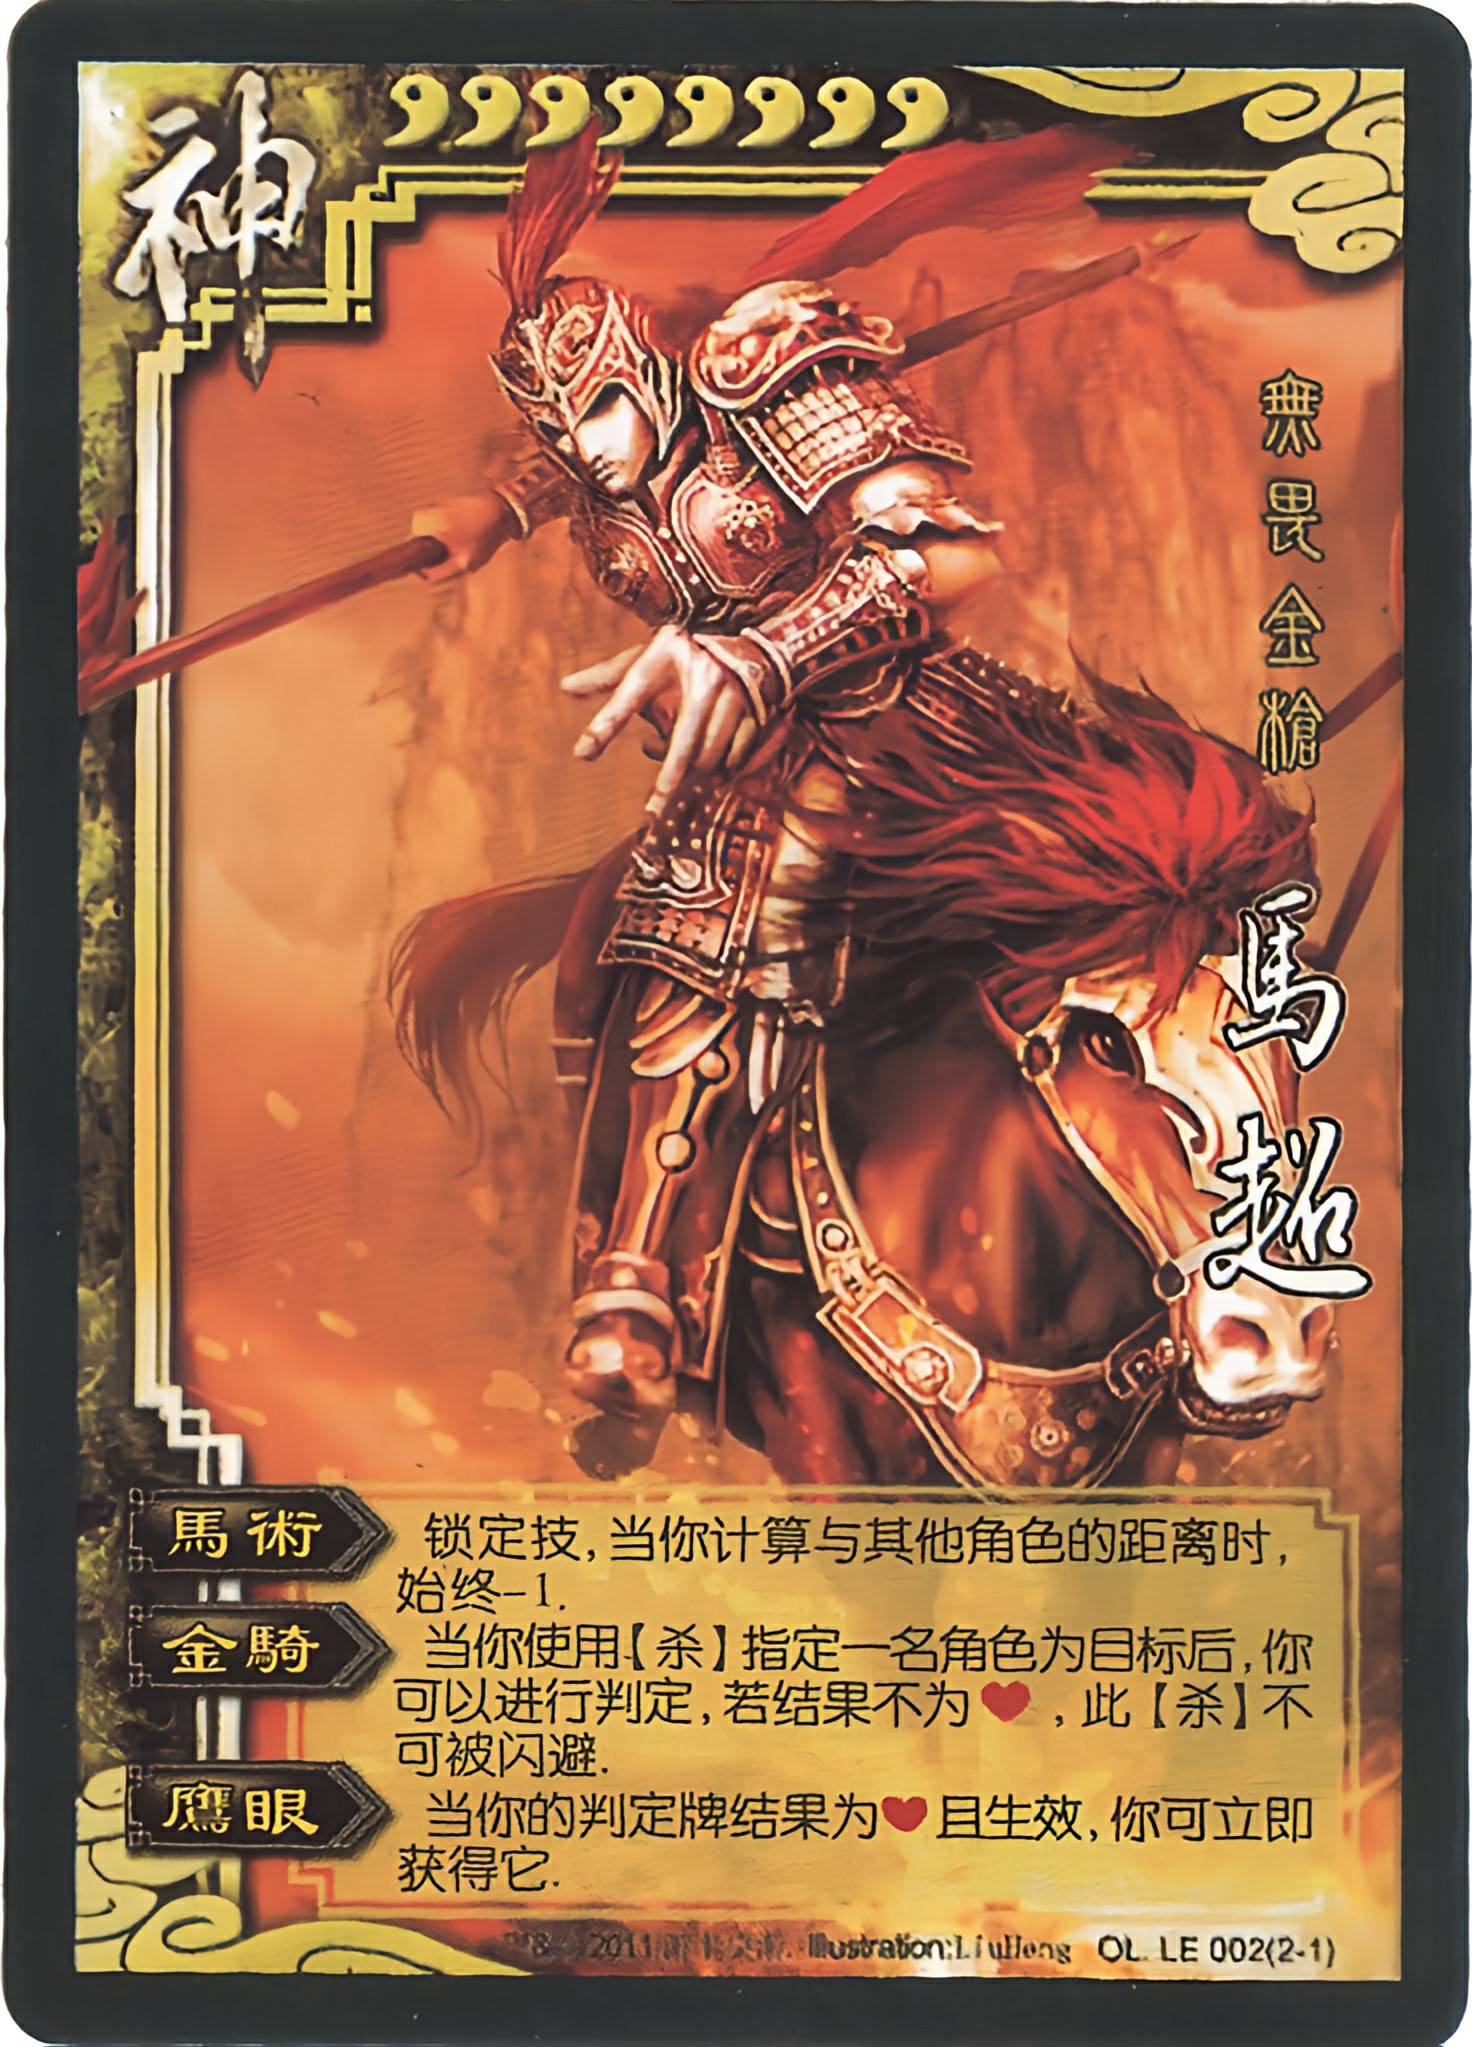 神
無畏金槍
馬超
馬術
锁定技,当你计算与其他角色的距离时,
始终-1.
金騎
当你使用【杀】指定一名角色为目标后,你
可以进行判定,若结果不为♥,此【杀】不
可被闪避.
鷹眼
当你的判定牌结果为♥且生效,你可立即
获得它.
Illustration:LiuHeng OL. LE 002(2-1)